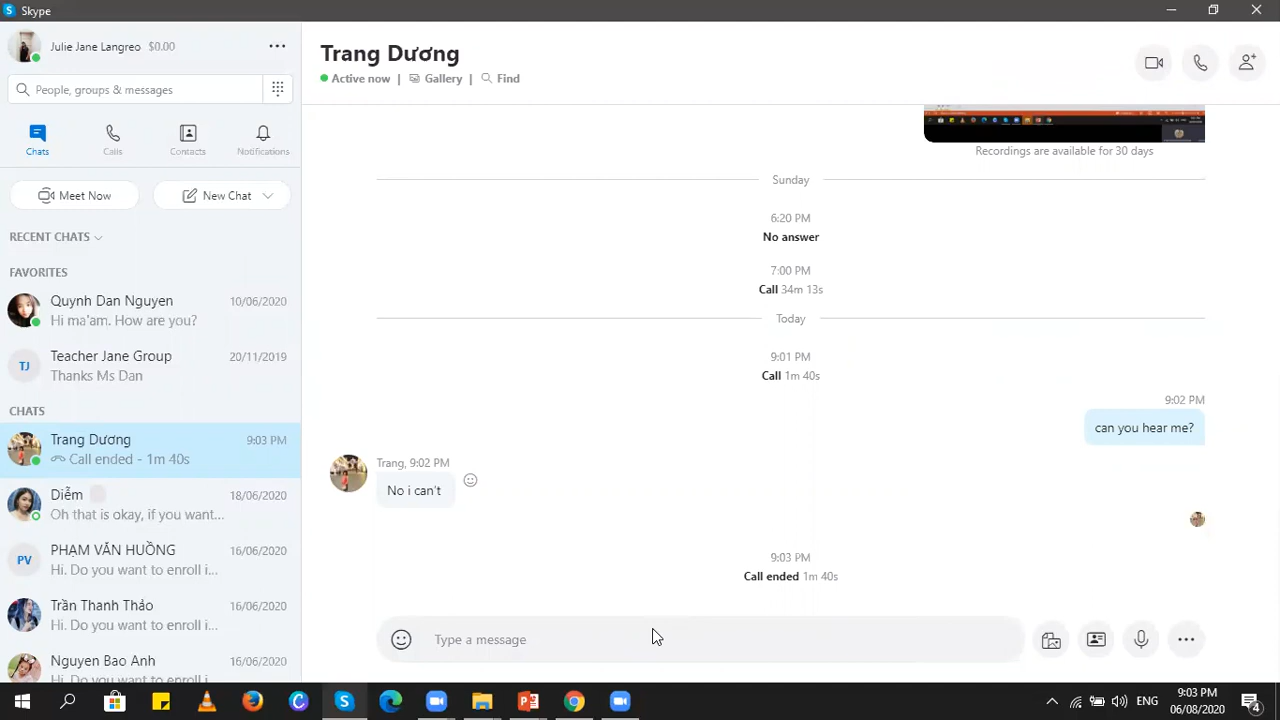 Skype
Julie Jane Langreo $0.00
People, groups & messages
Chats
Calls
Contacts
Notifications
Meet Now
New Chat
RECENT CHATS
FAVORITES
Quynh Dan Nguyen 10/06/2020
Hi ma'am. How are you?
TJ
Teacher Jane Group 20/11/2019
Thanks Ms Dan
CHATS
Trang Dương 9:03 PM
Call ended - 1m 40s
Diễm 18/06/2020
Oh that is okay, if you want...
PV
PHẠM VĂN HUỒNG 16/06/2020
Hi. Do you want to enroll i...
Trần Thanh Thảo 16/06/2020
Hi. Do you want to enroll i...
Nguyen Bao Anh 16/06/2020
Trang Dương
Active now | Gallery | Find
Recordings are available for 30 days
Sunday
6:20 PM
No answer
7:00 PM
Call 34m 13s
Today
9:01 PM
Call 1m 40s
9:02 PM
can you hear me?
Trang, 9:02 PM
No i can't
9:03 PM
Call ended 1m 40s
Type a message
ENG
9:03 PM
06/08/2020
4